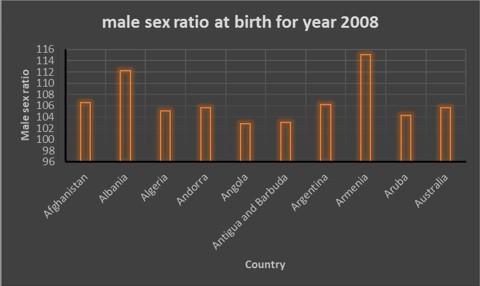 male sex ratio at birth for year 2008
Male sex ratio
116
114
112
110
108
106
104
102
100
98
96
Afghanistan
Albania
Algeria
Andorra
Angola
Antigua and Barbuda
Argentina
Armenia
Aruba
Australia
Country